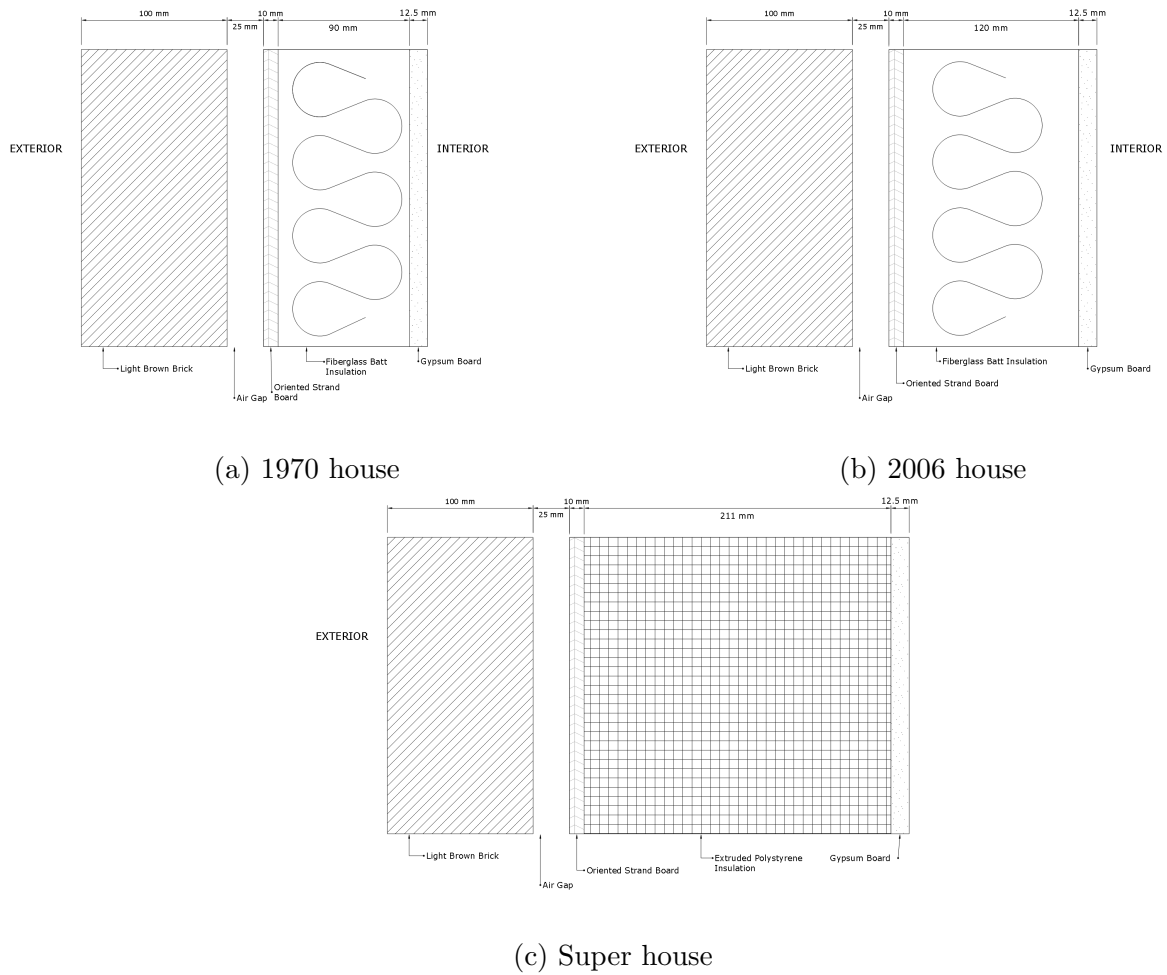 100 mm
10 mm
12.5 mm
25 mm
90 mm
EXTERIOR
INTERIOR
Light Brown Brick
Fiberglass Batt
Insulation
Gypsum Board
Oriented Strand
Board
Air Gap
(a) 1970 house
100 mm
10 mm
12.5 mm
25 mm
120 mm
EXTERIOR
INTERIOR
Light Brown Brick
Fiberglass Batt Insulation
Gypsum Board
Oriented Strand Board
Air Gap
(b) 2006 house
100 mm
10 mm
12.5 mm
25 mm
211 mm
EXTERIOR
Light Brown Brick
Extruded Polystyrene
Insulation
Gypsum Board
Oriented Strand Board
Air Gap
(c) Super house